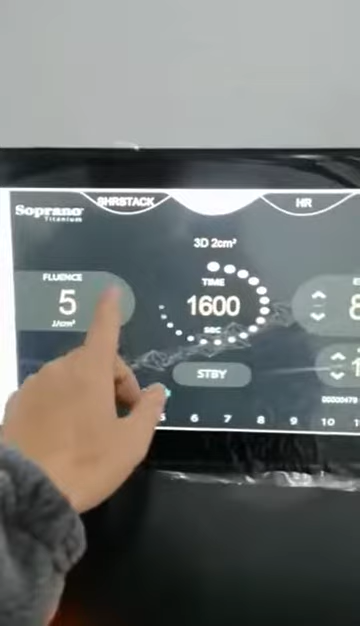 SHRSTACK
HR
Soprano
Titanium
3D 2cm²
FLUENCE
5
J/cm²
TIME
1600
SEC
STBY
00000479
5 6 7 8 9 10